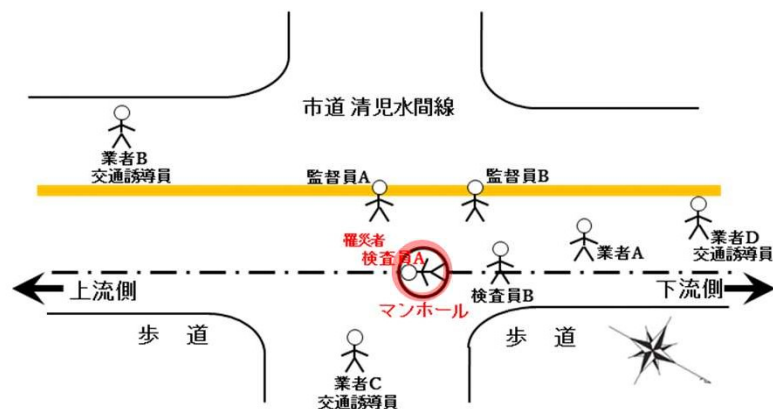 市道 清児水間線
業者B
交通誘導員
監督員A
監督員B
罹災者
検査員A
業者A
業者D
交通誘導員
上流側
マンホール
検査員B
下流側
歩 道
歩 道
業者C
交通誘導員